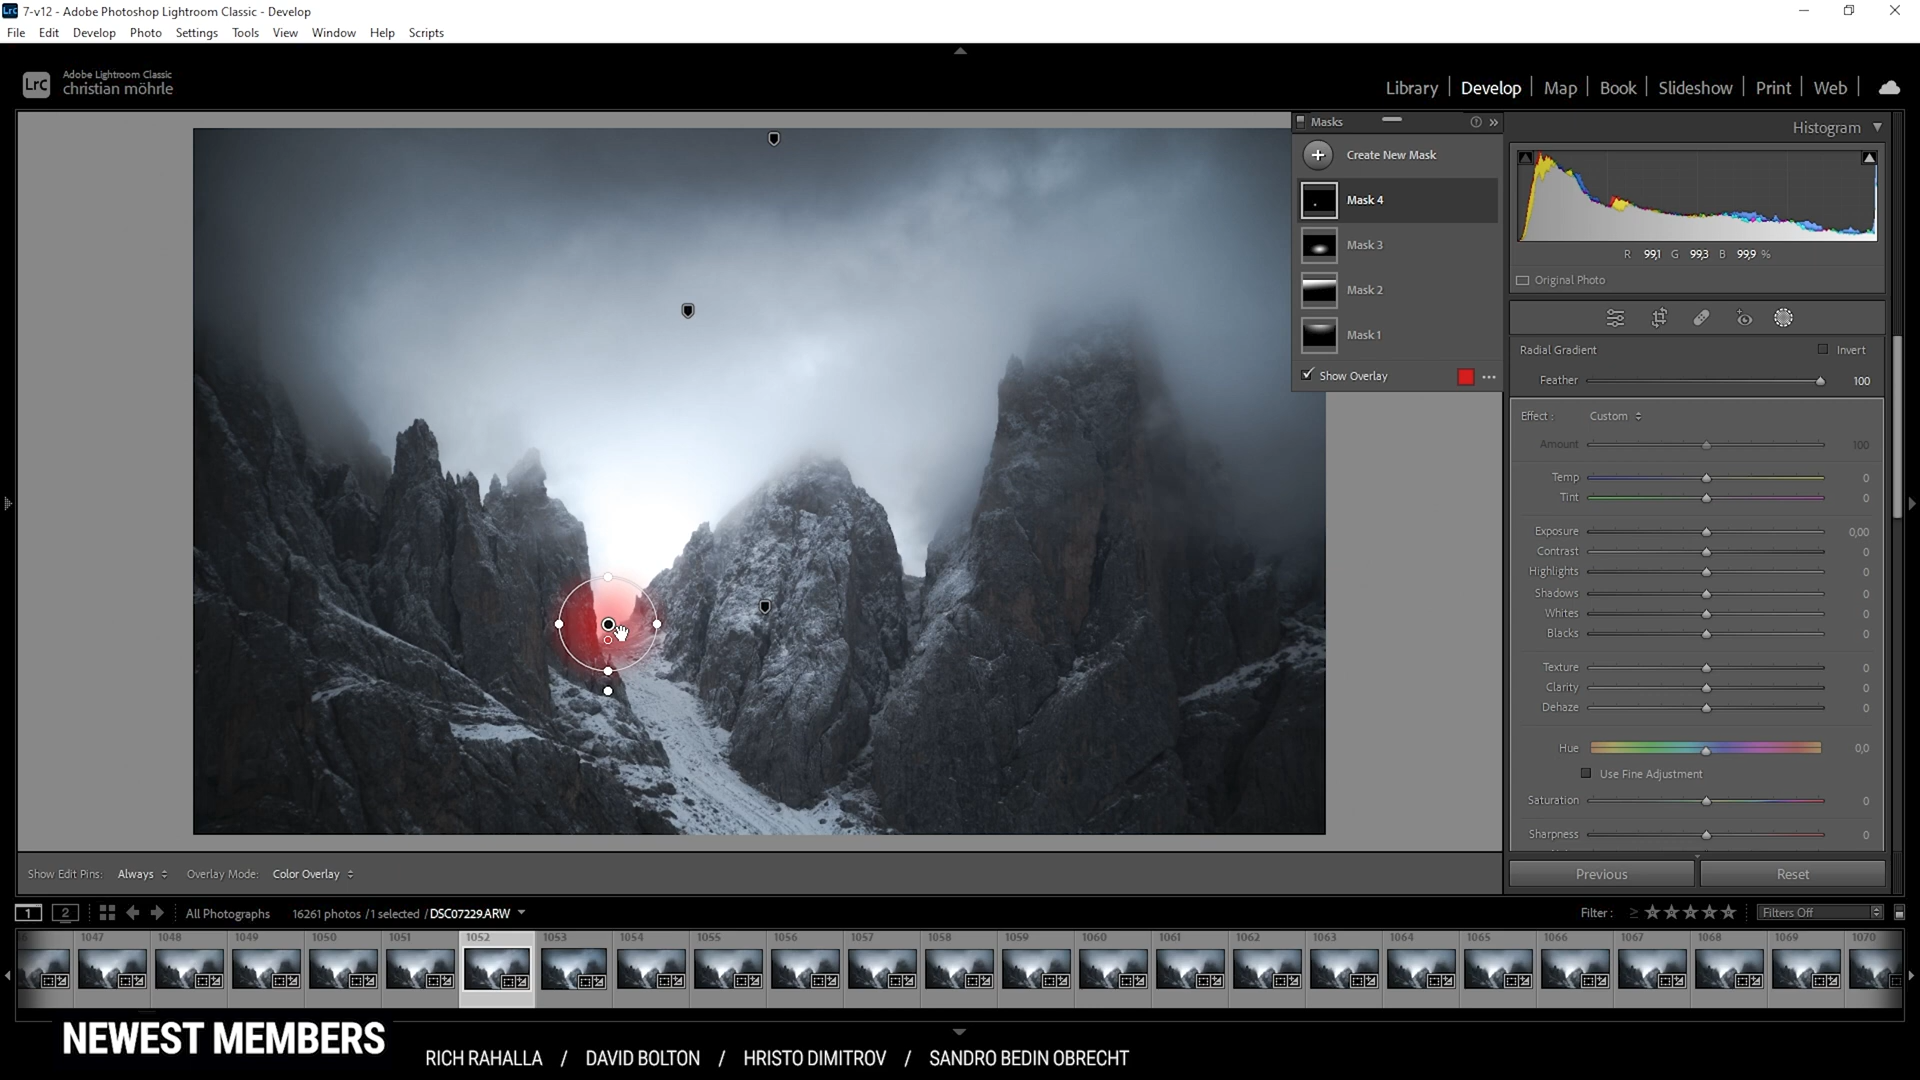 Lrc 7-v12 - Adobe Photoshop Lightroom Classic - Develop
File Edit Develop Photo Settings Tools View Window Help Scripts
LrC
Adobe Lightroom Classic
christian möhrle
Library Develop Map Book Slideshow Print Web
Masks
Create New Mask
Mask 4
Mask 3
Mask 2
Mask 1
Show Overlay
Histogram
R 99,1 G 99,3 B 99,9 %
Original Photo
Radial Gradient Invert
Feather 100
Effect : Custom
Amount 100
Temp 0
Tint 0
Exposure 0,00
Contrast 0
Highlights 0
Shadows 0
Whites 0
Blacks 0
Texture 0
Clarity 0
Dehaze 0
Hue 0,0
Use Fine Adjustment
Saturation 0
Sharpness 0
Previous Reset
Show Edit Pins: Always Overlay Mode: Color Overlay
1 2 All Photographs 16261 photos / 1 selected / DSC07229.ARW Filter : ≥ ★★★★★ Filters Off
6 1047 1048 1049 1050 1051 1052 1053 1054 1055 1056 1057 1058 1059 1060 1061 1062 1063 1064 1065 1066 1067 1068 1069 1070
NEWEST MEMBERS
RICH RAHALLA / DAVID BOLTON / HRISTO DIMITROV / SANDRO BEDIN OBRECHT